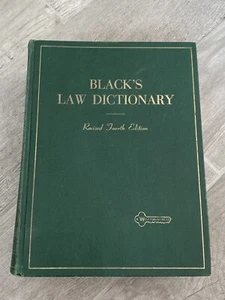 BLACK'S
LAW DICTIONARY
Revised Fourth Edition